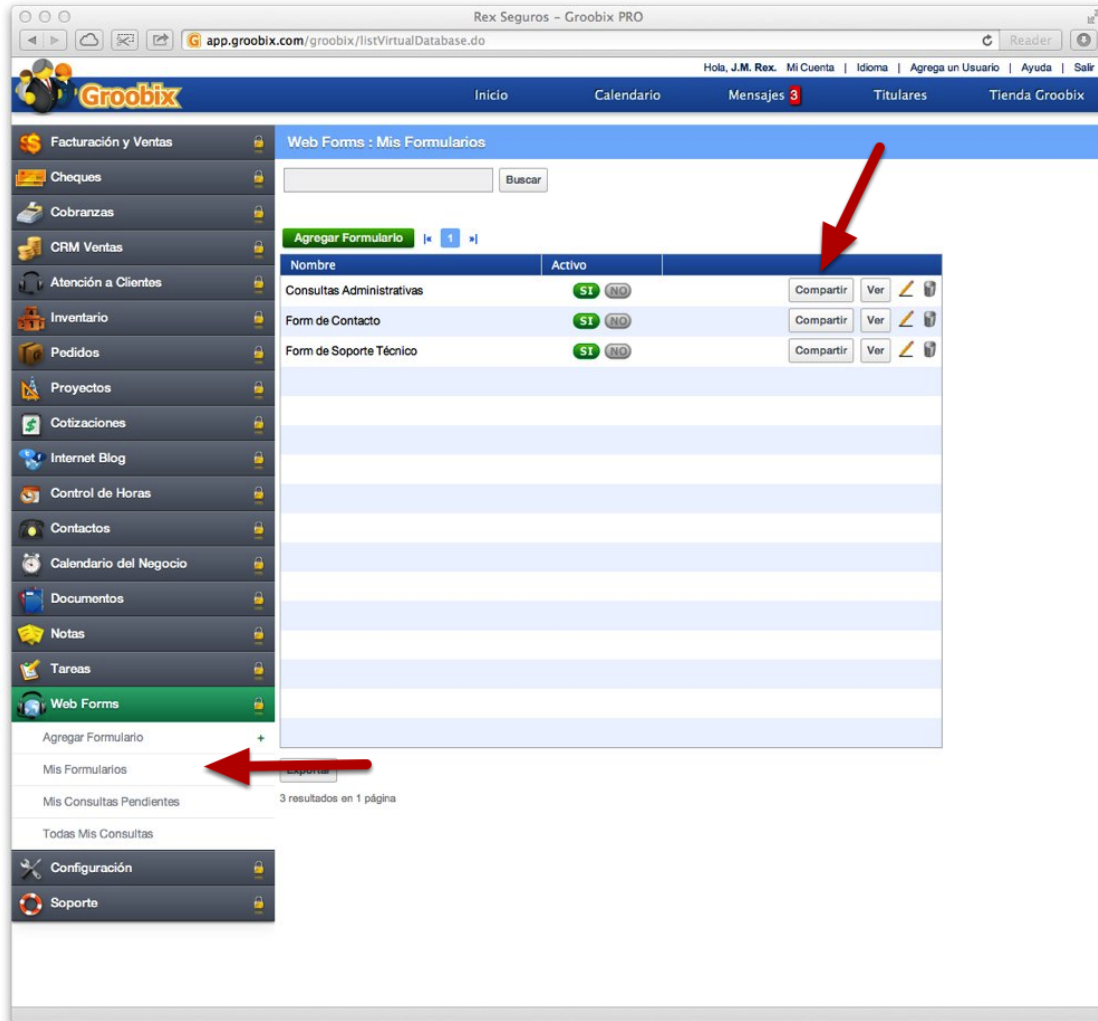 Rex Seguros – Groobix PRO
app.groobix.com/groobix/listVirtualDatabase.do
Reader
Hola, J.M. Rex. Mi Cuenta | Idioma | Agrega un Usuario | Ayuda | Salir
Groobix
Inicio Calendario Mensajes 3 Titulares Tienda Groobix
Facturación y Ventas
Cheques
Cobranzas
CRM Ventas
Atención a Clientes
Inventario
Pedidos
Proyectos
Cotizaciones
Internet Blog
Control de Horas
Contactos
Calendario del Negocio
Documentos
Notas
Tareas
Web Forms
Agregar Formulario +
Mis Formularios
Mis Consultas Pendientes
Todas Mis Consultas
Configuración
Soporte
Web Forms : Mis Formularios
Buscar
Agregar Formulario |« 1 »|
Nombre Activo
Consultas Administrativas SI NO Compartir Ver
Form de Contacto SI NO Compartir Ver
Form de Soporte Técnico SI NO Compartir Ver
Exportar
3 resultados en 1 página